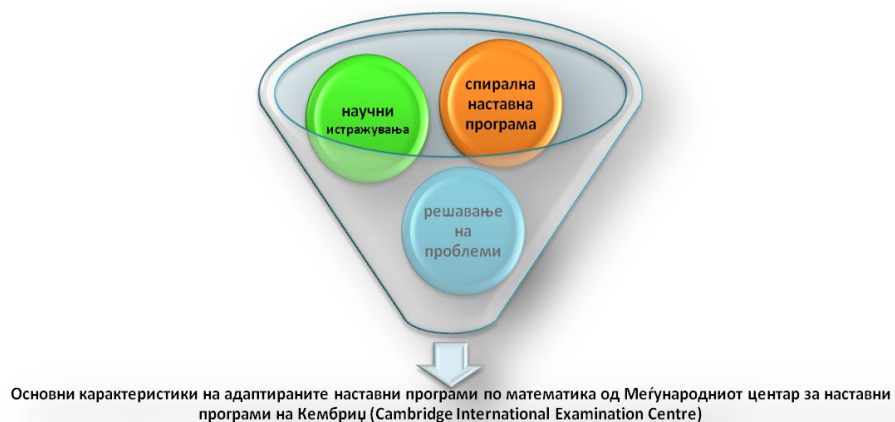 научни
истражувања
спирална
наставна
програма
решавање
на
проблеми
Основни карактеристики на адаптираните наставни програми по математика од Меѓународниот центар за наставни
програми на Кембриџ (Cambridge International Examination Centre)